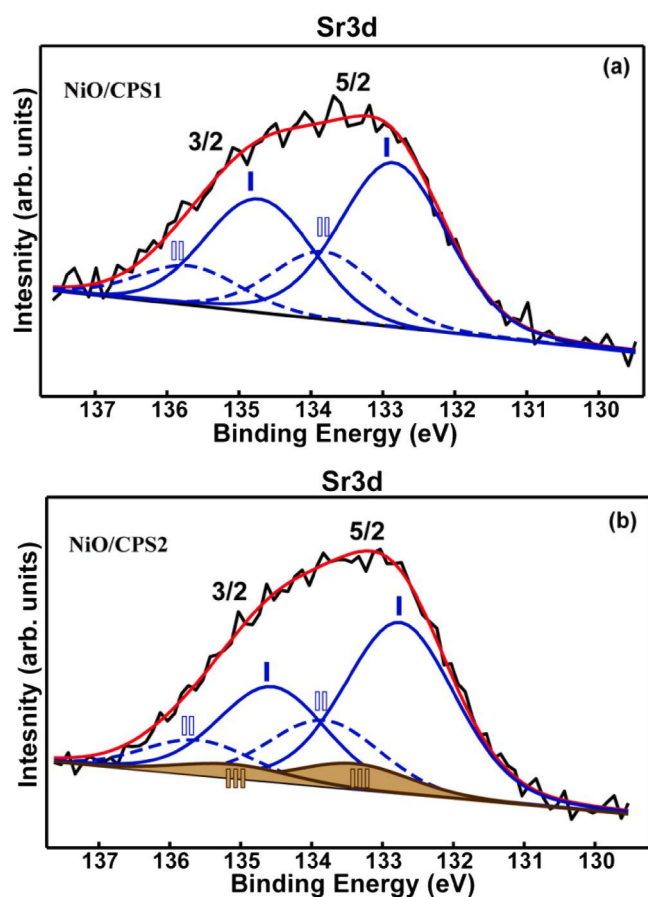 Sr3d
(a)
NiO/CPS1
5/2
3/2
I
I
II
II
Intesnity (arb. units)
137 136 135 134 133 132 131 130
Binding Energy (eV)
Sr3d
(b)
NiO/CPS2
5/2
3/2
I
I
II
II
III
III
Intesnity (arb. units)
137 136 135 134 133 132 131 130
Binding Energy (eV)